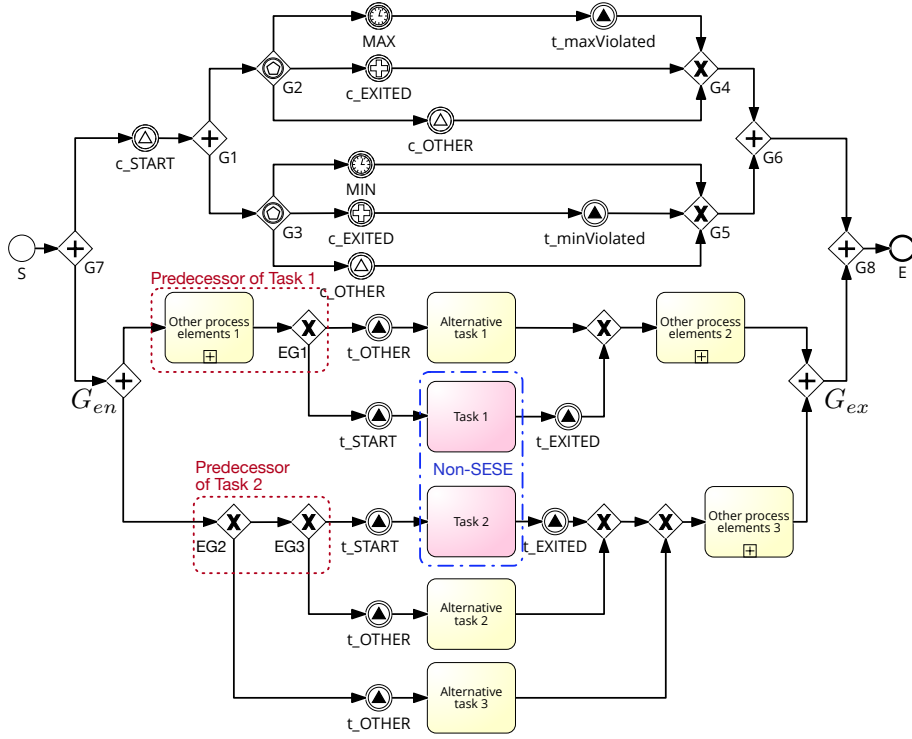 MAX
t_maxViolated
G2
c_EXITED
G4
c_OTHER
c_START
G1
G6
MIN
G3
c_EXITED
t_minViolated
G5
c_OTHER
S
G7
G8
E
Predecessor of Task 1
Other process
elements 1
EG1
t_OTHER
Alternative
task 1
Other process
elements 2
Gen
Gex
t_START
Task 1
t_EXITED
Non-SESE
Predecessor
of Task 2
EG2
EG3
t_START
Task 2
t_EXITED
Other process
elements 3
t_OTHER
Alternative
task 2
t_OTHER
Alternative
task 3